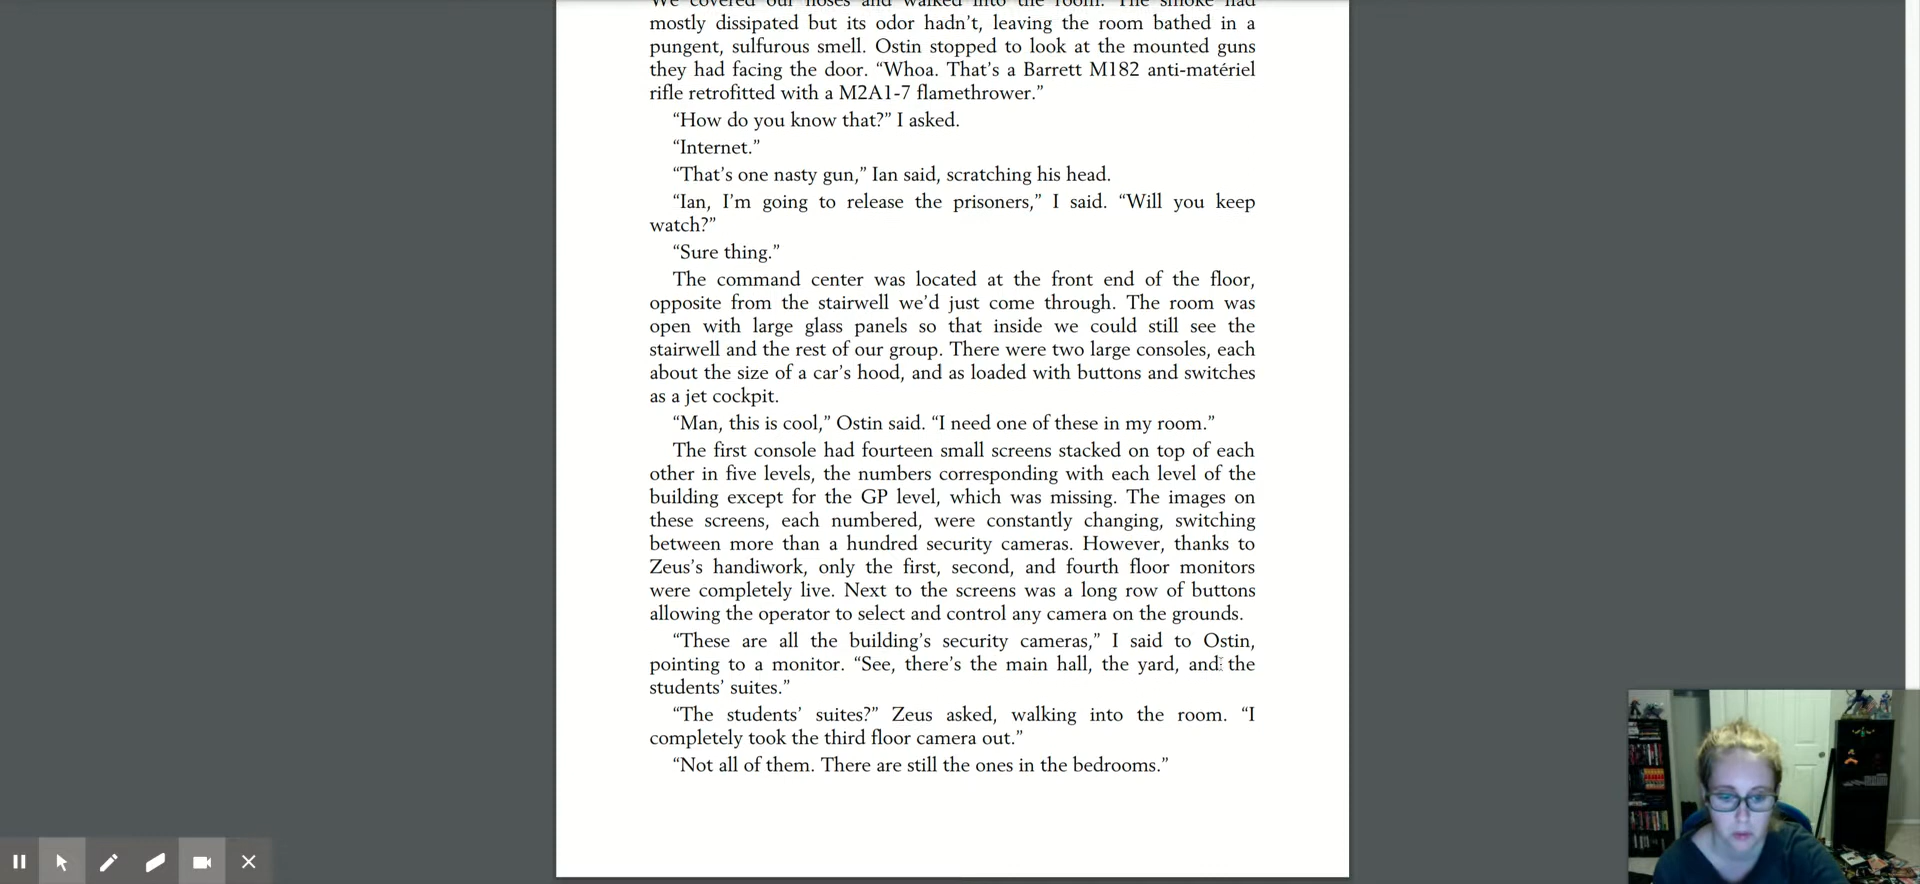 We covered our noses and walked into the room. The smoke had
mostly dissipated but its odor hadn’t, leaving the room bathed in a
pungent, sulfurous smell. Ostin stopped to look at the mounted guns
they had facing the door. “Whoa. That’s a Barrett M182 anti-matériel
rifle retrofitted with a M2A1-7 flamethrower.”
“How do you know that?” I asked.
“Internet.”
“That’s one nasty gun,” Ian said, scratching his head.
“Ian, I’m going to release the prisoners,” I said. “Will you keep
watch?”
“Sure thing.”
The command center was located at the front end of the floor,
opposite from the stairwell we’d just come through. The room was
open with large glass panels so that inside we could still see the
stairwell and the rest of our group. There were two large consoles, each
about the size of a car’s hood, and as loaded with buttons and switches
as a jet cockpit.
“Man, this is cool,” Ostin said. “I need one of these in my room.”
The first console had fourteen small screens stacked on top of each
other in five levels, the numbers corresponding with each level of the
building except for the GP level, which was missing. The images on
these screens, each numbered, were constantly changing, switching
between more than a hundred security cameras. However, thanks to
Zeus’s handiwork, only the first, second, and fourth floor monitors
were completely live. Next to the screens was a long row of buttons
allowing the operator to select and control any camera on the grounds.
“These are all the building’s security cameras,” I said to Ostin,
pointing to a monitor. “See, there’s the main hall, the yard, and the
students’ suites.”
“The students’ suites?” Zeus asked, walking into the room. “I
completely took the third floor camera out.”
“Not all of them. There are still the ones in the bedrooms.”